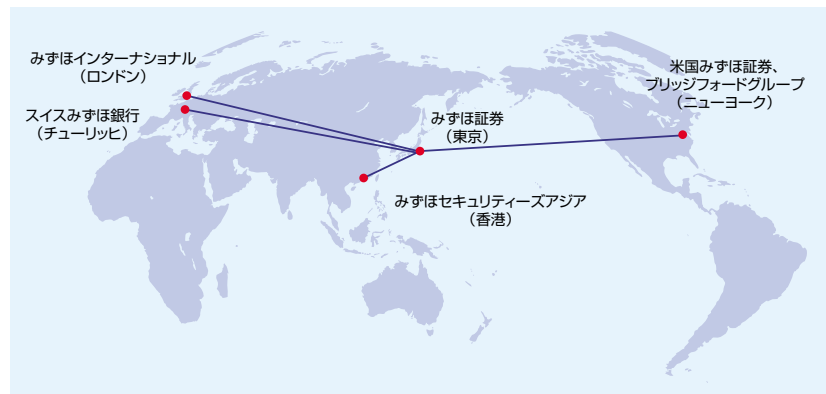 みずほインターナショナル
（ロンドン）
スイスみずほ銀行
（チューリッヒ）
みずほ証券
（東京）
米国みずほ証券、
ブリッジフォードグループ
（ニューヨーク）
みずほセキュリティーズアジア
（香港）